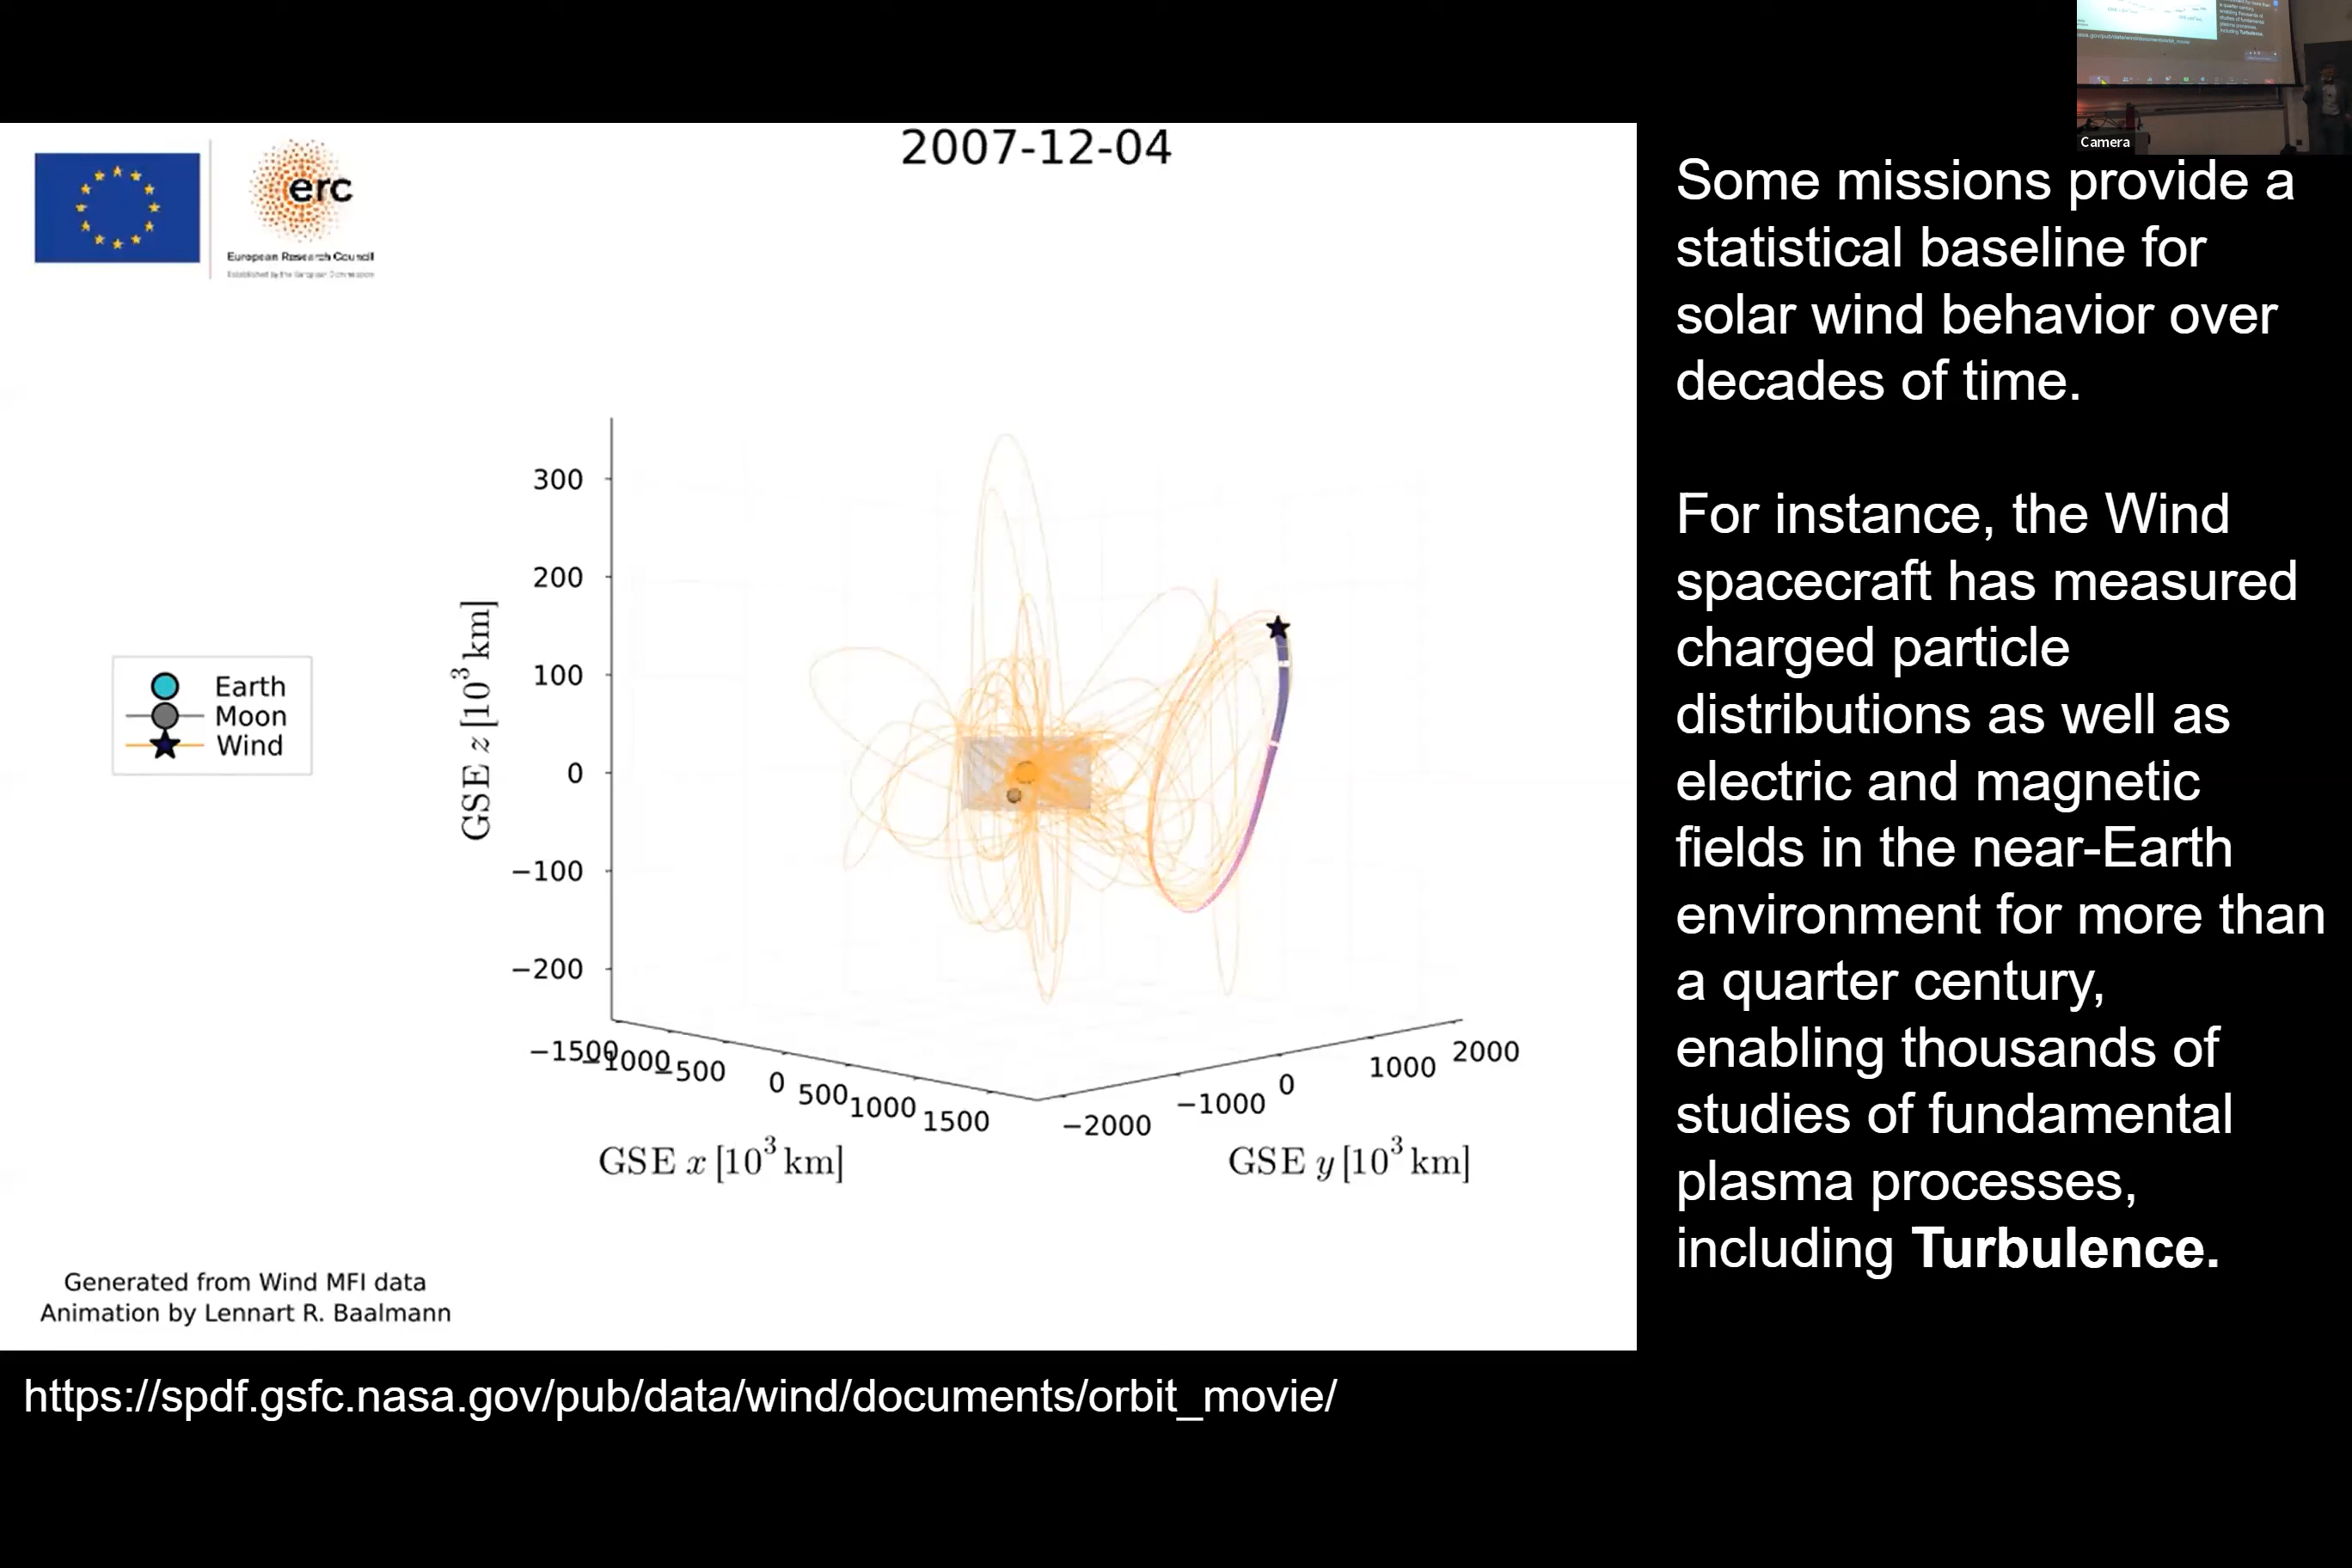 2007-12-04
erc
European Research Council
Established by the European Commission
Earth
Moon
Wind
GSE z [10³ km]
300
200
100
0
−100
−200
−1500
−1000
−500
0
500
1000
1500
GSE x [10³ km]
−2000
−1000
0
1000
2000
GSE y [10³ km]
Generated from Wind MFI data
Animation by Lennart R. Baalmann
https://spdf.gsfc.nasa.gov/pub/data/wind/documents/orbit_movie/
Camera
Some missions provide a
statistical baseline for
solar wind behavior over
decades of time.
For instance, the Wind
spacecraft has measured
charged particle
distributions as well as
electric and magnetic
fields in the near-Earth
environment for more than
a quarter century,
enabling thousands of
studies of fundamental
plasma processes,
including Turbulence.